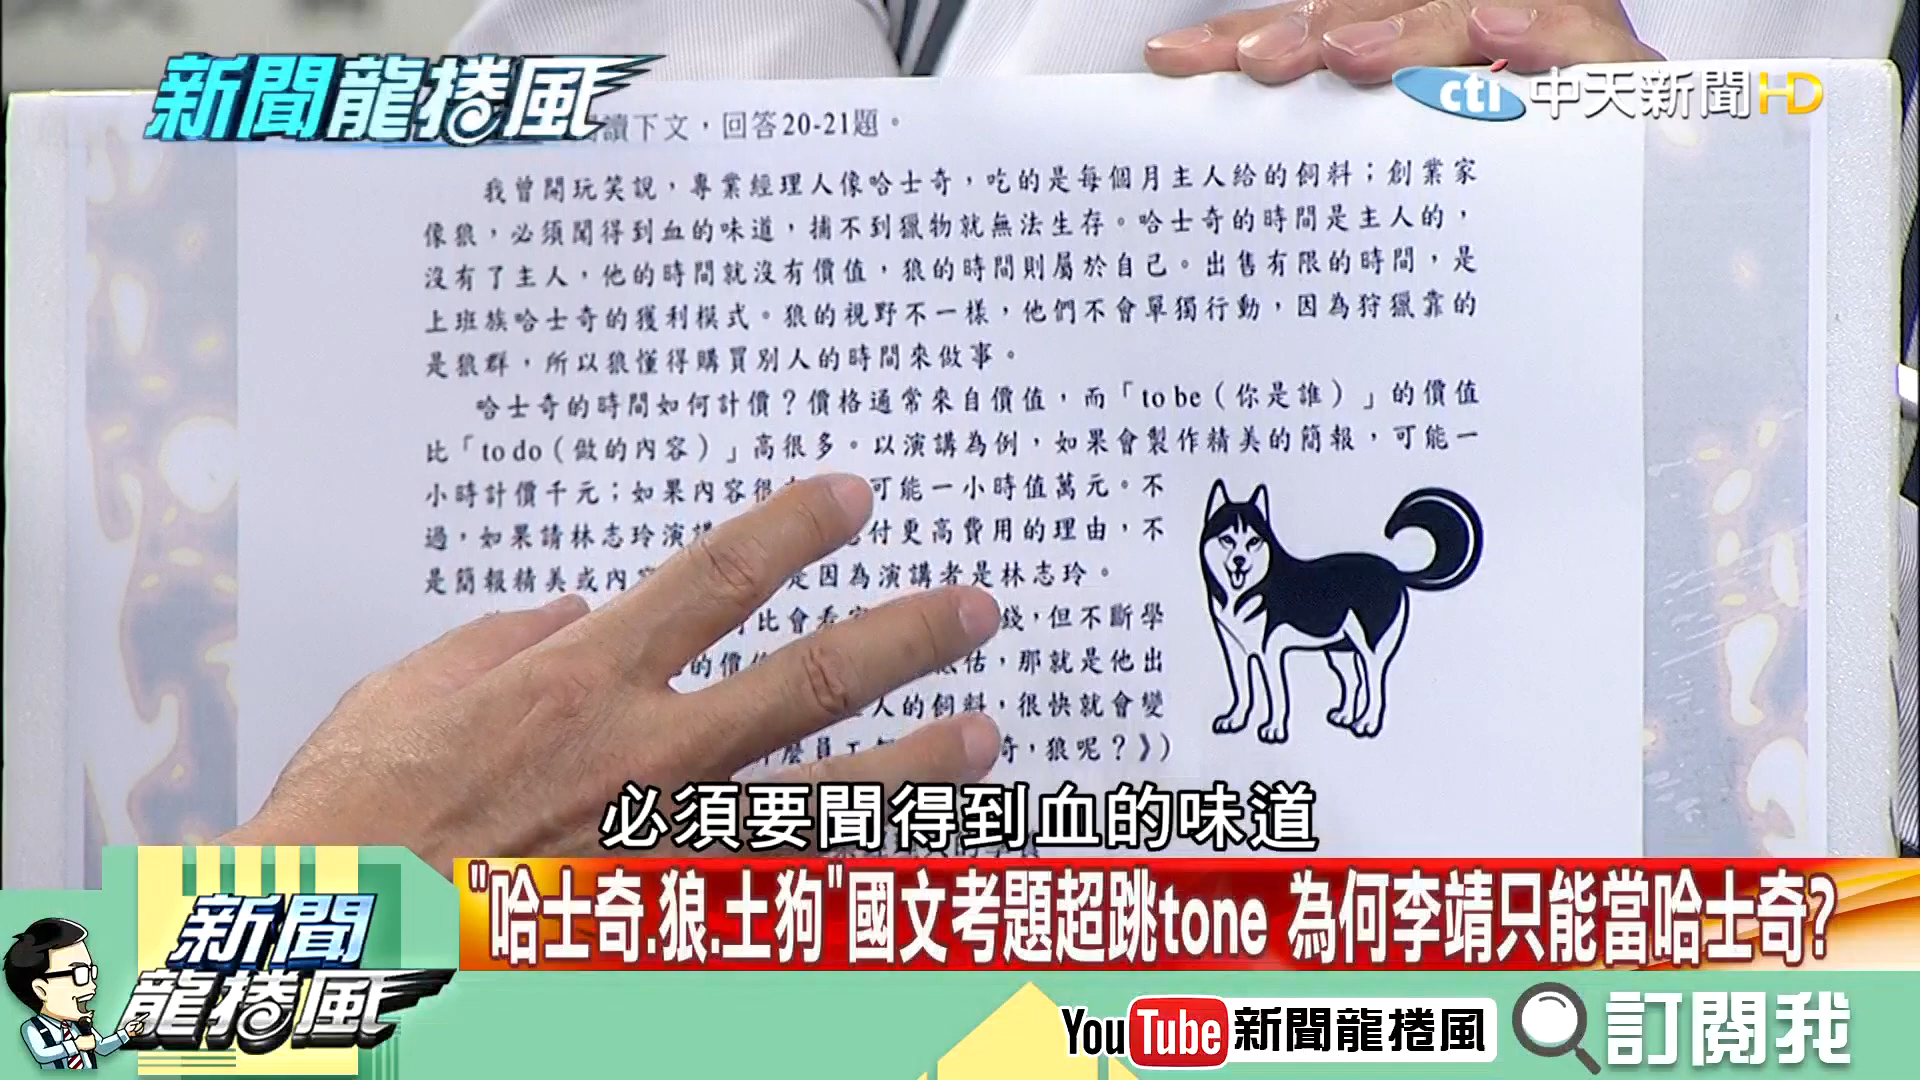 新聞龍捲風
cti 中天新聞HD
讀下文，回答20-21題。
我曾開玩笑說，專業經理人像哈士奇，吃的是每個月主人給的飼料；創業家
像狼，必須聞得到血的味道，捕不到獵物就無法生存。哈士奇的時間是主人的，
沒有了主人，他的時間就沒有價值，狼的時間則屬於自己。出售有限的時間，是
上班族哈士奇的獲利模式。狼的視野不一樣，他們不會單獨行動，因為狩獵靠的
是狼群，所以狼懂得購買別人的時間來做事。
哈士奇的時間如何計價？價格通常來自價值，而「to be（你是誰）」的價值
比「to do（做的內容）」高很多。以演講為例，如果會製作精美的簡報，可能一
小時計價千元；如果內容很 可能一小時值萬元。不
過，如果請林志玲演講 付更高費用的理由，不
是簡報精美或內容 是因為演講者是林志玲。
比會看家 錢，但不斷學
的價值 估，那就是他出
人的飼料，很快就會變
麼員工 奇，狼呢？》）
必須要聞得到血的味道
"哈士奇.狼.土狗"國文考題超跳tone 為何李靖只能當哈士奇?
新聞
龍捲風
YouTube 新聞龍捲風 訂閱我